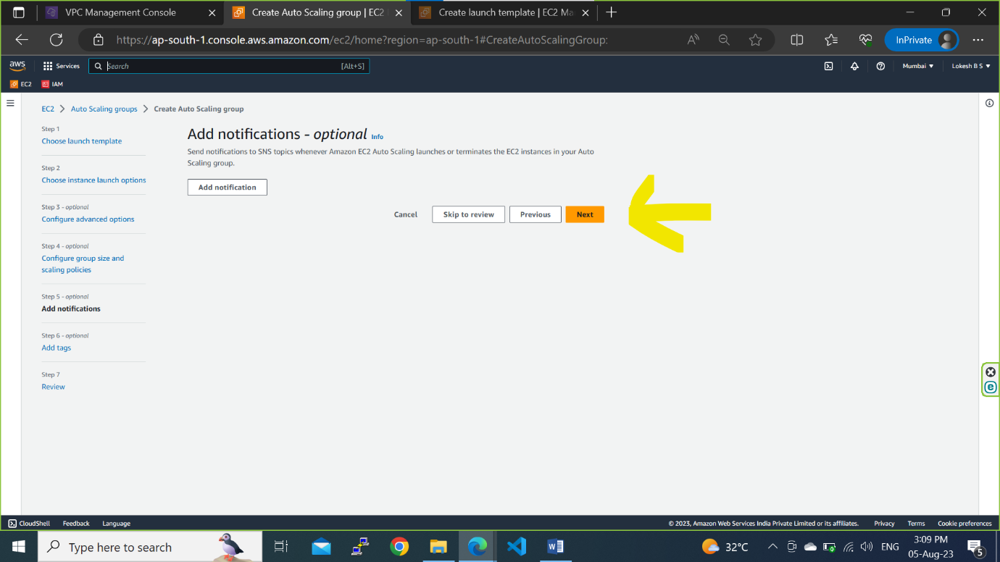 VPC Management Console
Create Auto Scaling group | EC2
Create launch template | EC2 Ma
https://ap-south-1.console.aws.amazon.com/ec2/home?region=ap-south-1#CreateAutoScalingGroup:
InPrivate
aws
Services
Search
[Alt+S]
Mumbai
Lokesh B S
EC2
IAM
EC2 > Auto Scaling groups > Create Auto Scaling group
Step 1
Choose launch template
Step 2
Choose instance launch options
Step 3 - optional
Configure advanced options
Step 4 - optional
Configure group size and
scaling policies
Step 5 - optional
Add notifications
Step 6 - optional
Add tags
Step 7
Review
Add notifications - optional Info
Send notifications to SNS topics whenever Amazon EC2 Auto Scaling launches or terminates the EC2 instances in your Auto
Scaling group.
Add notification
Cancel
Skip to review
Previous
Next
CloudShell
Feedback
Language
© 2023, Amazon Web Services India Private Limited or its affiliates.
Privacy
Terms
Cookie preferences
Type here to search
32°C
ENG
3:09 PM
05-Aug-23
5